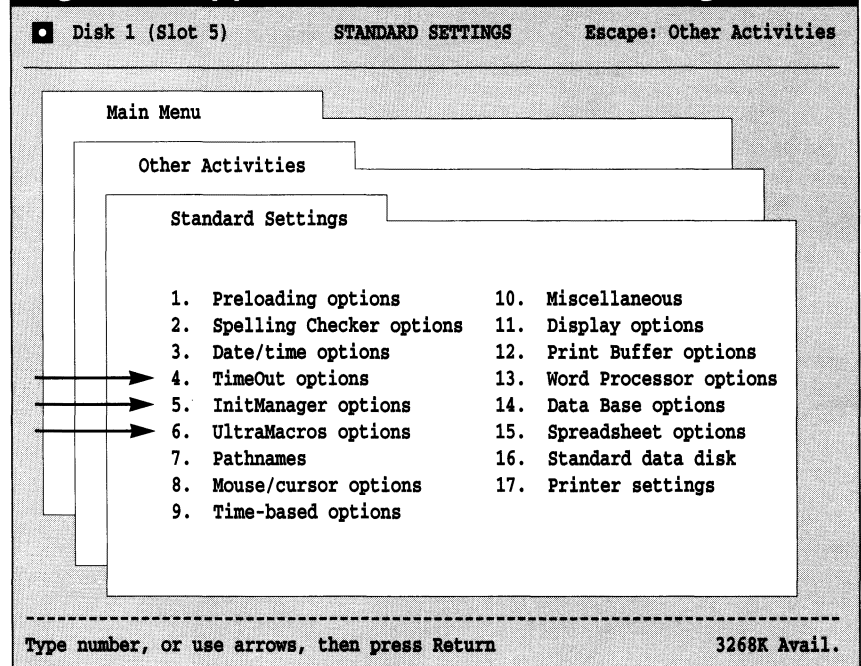 Disk 1 (Slot 5) STANDARD SETTINGS Escape: Other Activities
Main Menu
Other Activities
Standard Settings
1. Preloading options 10. Miscellaneous
2. Spelling Checker options 11. Display options
3. Date/time options 12. Print Buffer options
4. TimeOut options 13. Word Processor options
5. InitManager options 14. Data Base options
6. UltraMacros options 15. Spreadsheet options
7. Pathnames 16. Standard data disk
8. Mouse/cursor options 17. Printer settings
9. Time-based options
Type number, or use arrows, then press Return 3268K Avail.